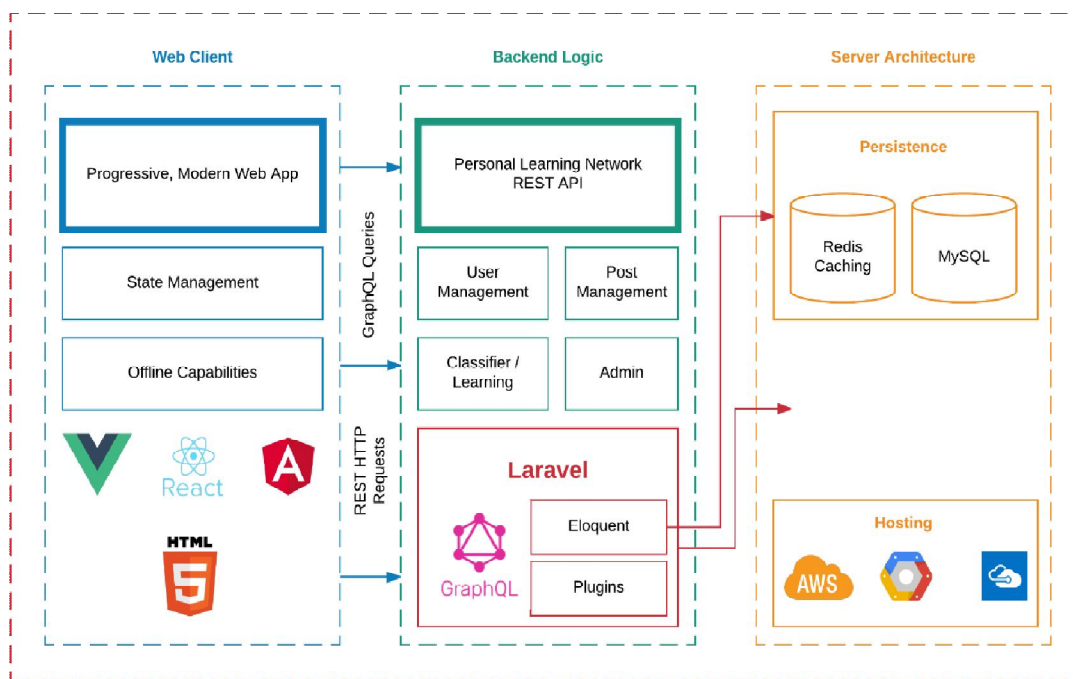 Web Client
Backend Logic
Server Architecture
Progressive, Modern Web App
State Management
Offline Capabilities
React
HTML
5
GraphQL Queries
REST HTTP
Requests
Personal Learning Network
REST API
User
Management
Post
Management
Classifier /
Learning
Admin
Laravel
GraphQL
Eloquent
Plugins
Persistence
Redis
Caching
MySQL
Hosting
AWS